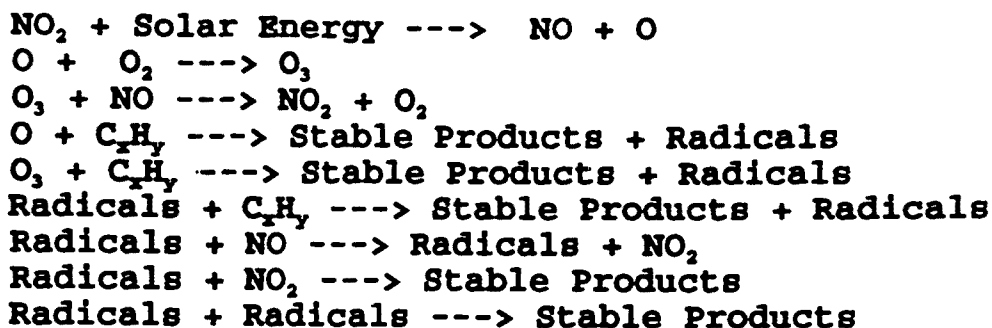 NO₂ + Solar Energy ---> NO + O
O + O₂ ---> O₃
O₃ + NO ---> NO₂ + O₂
O + CₓHᵧ ---> Stable Products + Radicals
O₃ + CₓHᵧ ---> Stable Products + Radicals
Radicals + CₓHᵧ ---> Stable Products + Radicals
Radicals + NO ---> Radicals + NO₂
Radicals + NO₂ ---> Stable Products
Radicals + Radicals ---> Stable Products